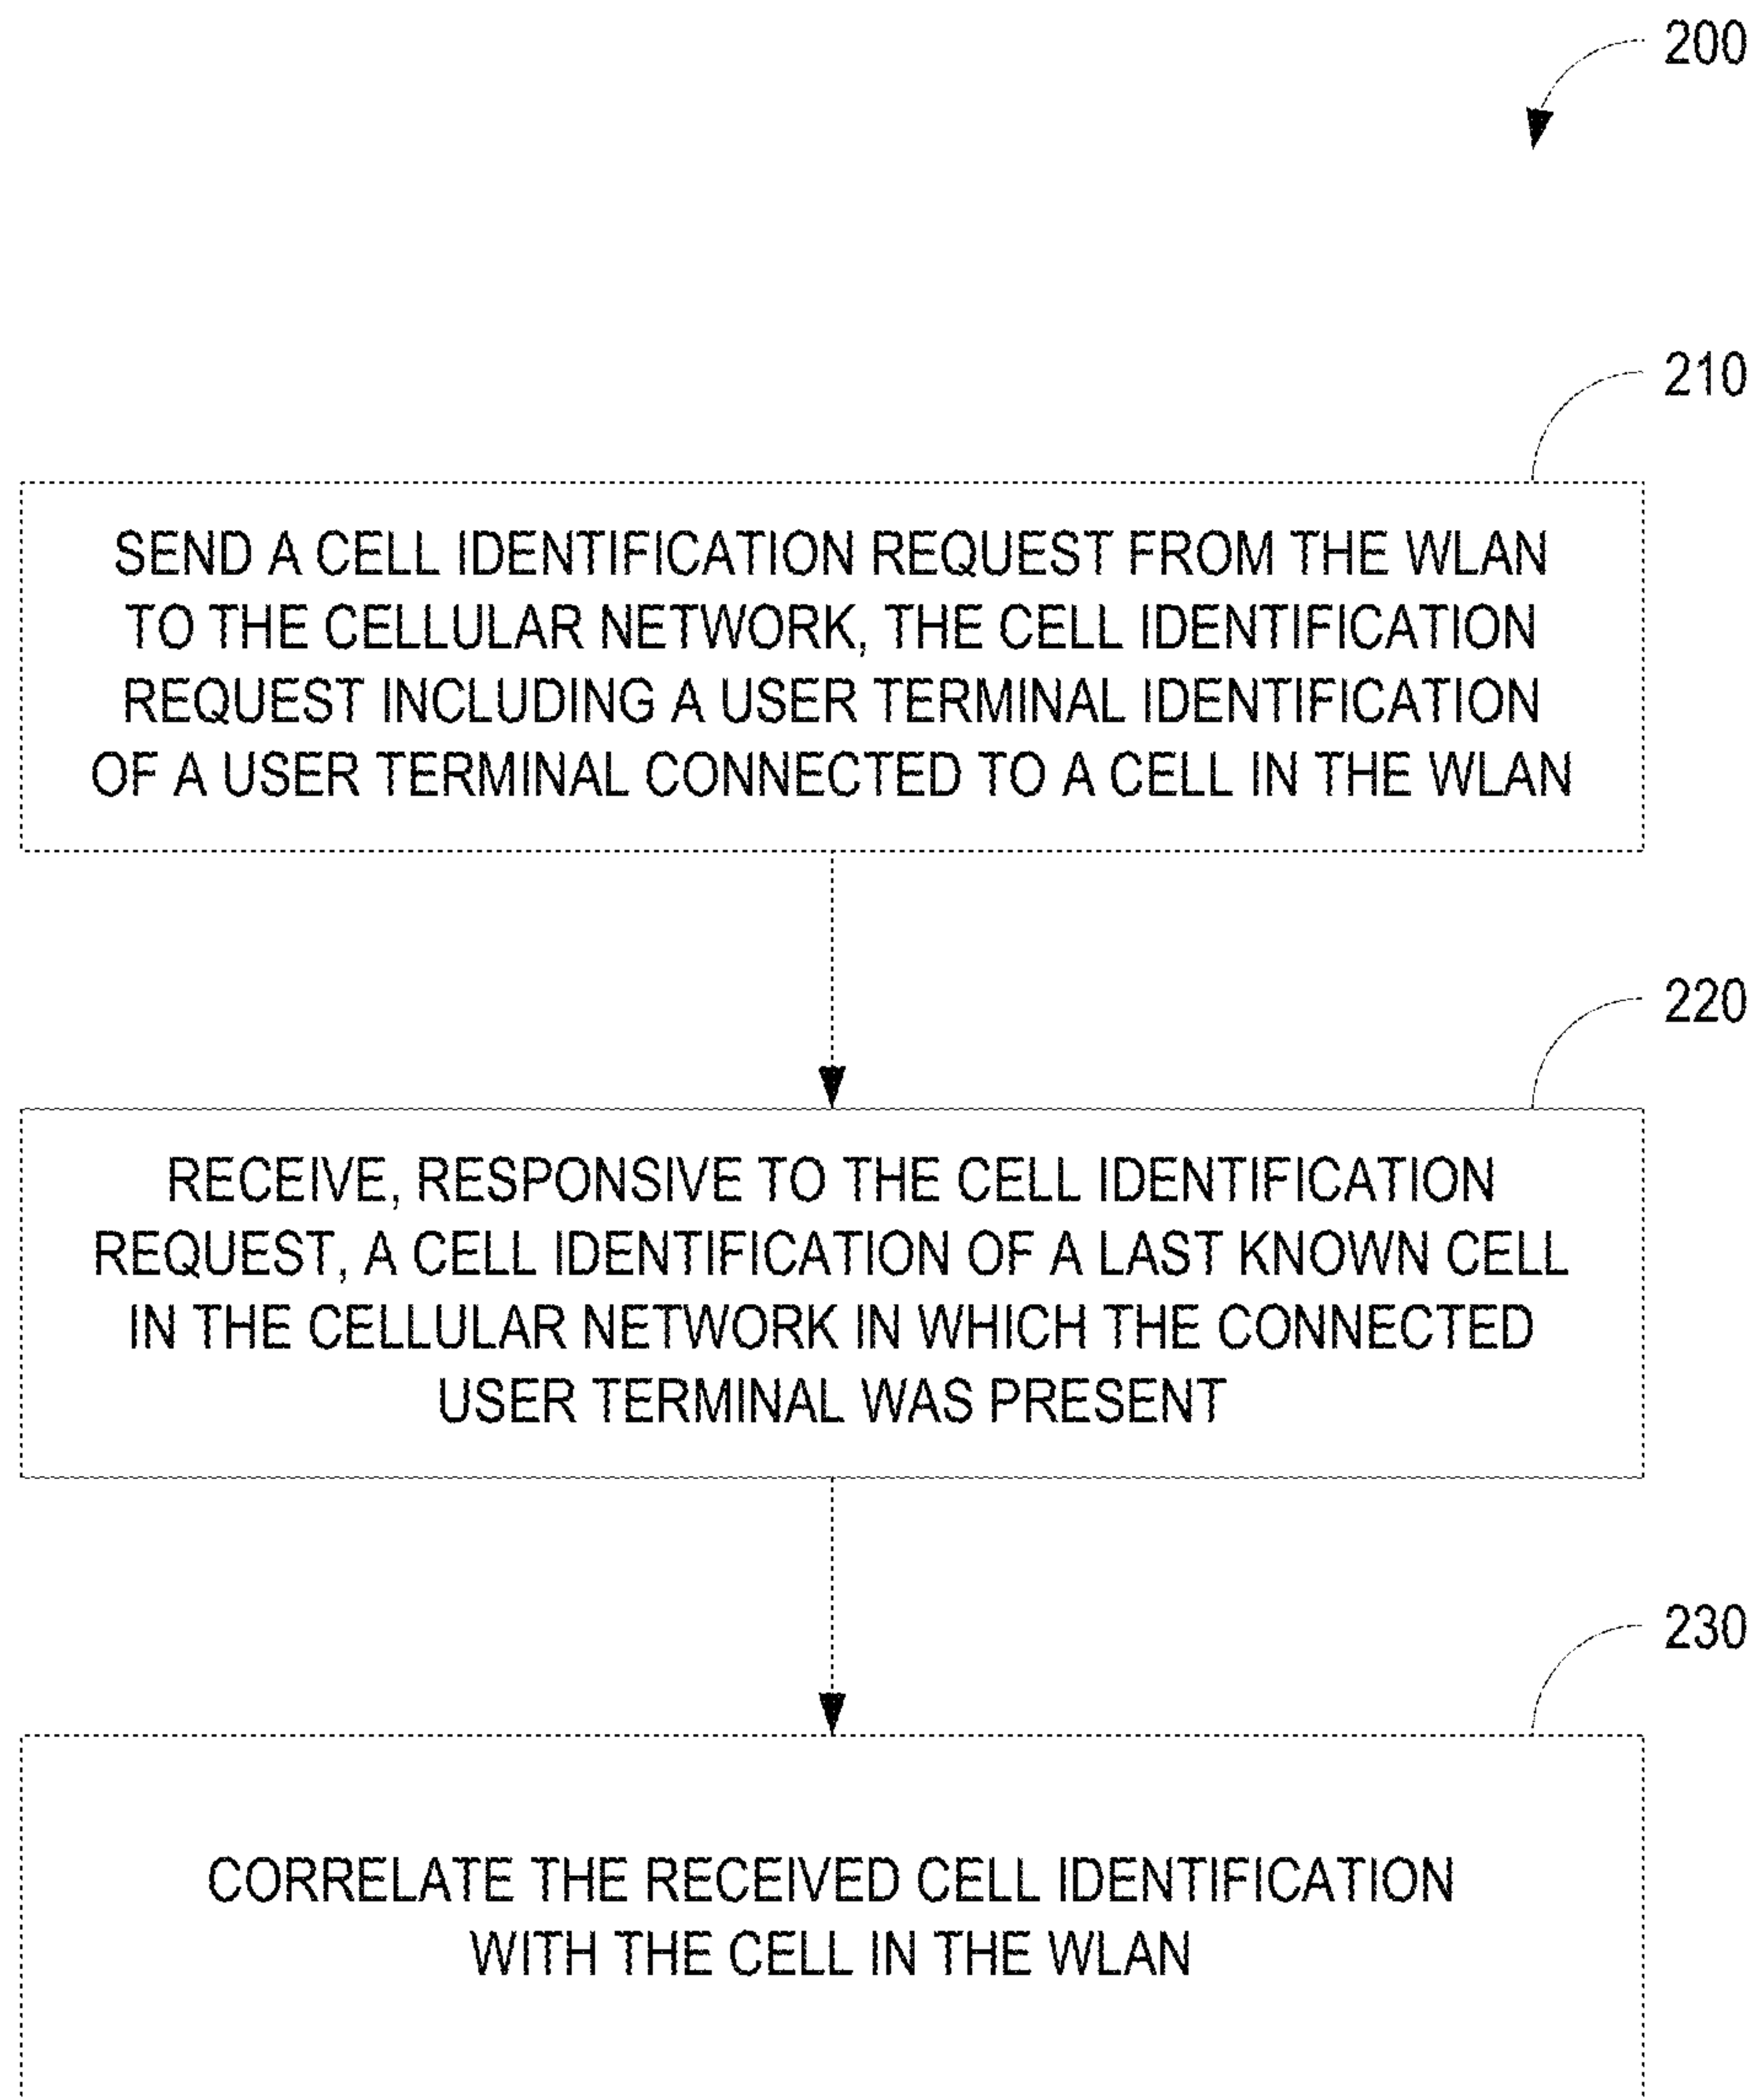 200
210
SEND A CELL IDENTIFICATION REQUEST FROM THE WLAN
TO THE CELLULAR NETWORK, THE CELL IDENTIFICATION
REQUEST INCLUDING A USER TERMINAL IDENTIFICATION
OF A USER TERMINAL CONNECTED TO A CELL IN THE WLAN
220
RECEIVE, RESPONSIVE TO THE CELL IDENTIFICATION
REQUEST, A CELL IDENTIFICATION OF A LAST KNOWN CELL
IN THE CELLULAR NETWORK IN WHICH THE CONNECTED
USER TERMINAL WAS PRESENT
230
CORRELATE THE RECEIVED CELL IDENTIFICATION
WITH THE CELL IN THE WLAN